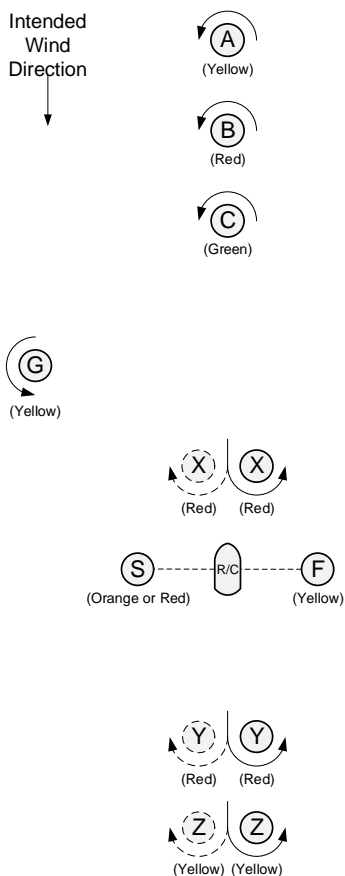 Intended
Wind
Direction
A
(Yellow)
B
(Red)
C
(Green)
G
(Yellow)
X X
(Red) (Red)
S R/C F
(Orange or Red) (Yellow)
Y Y
(Red) (Red)
Z Z
(Yellow) (Yellow)